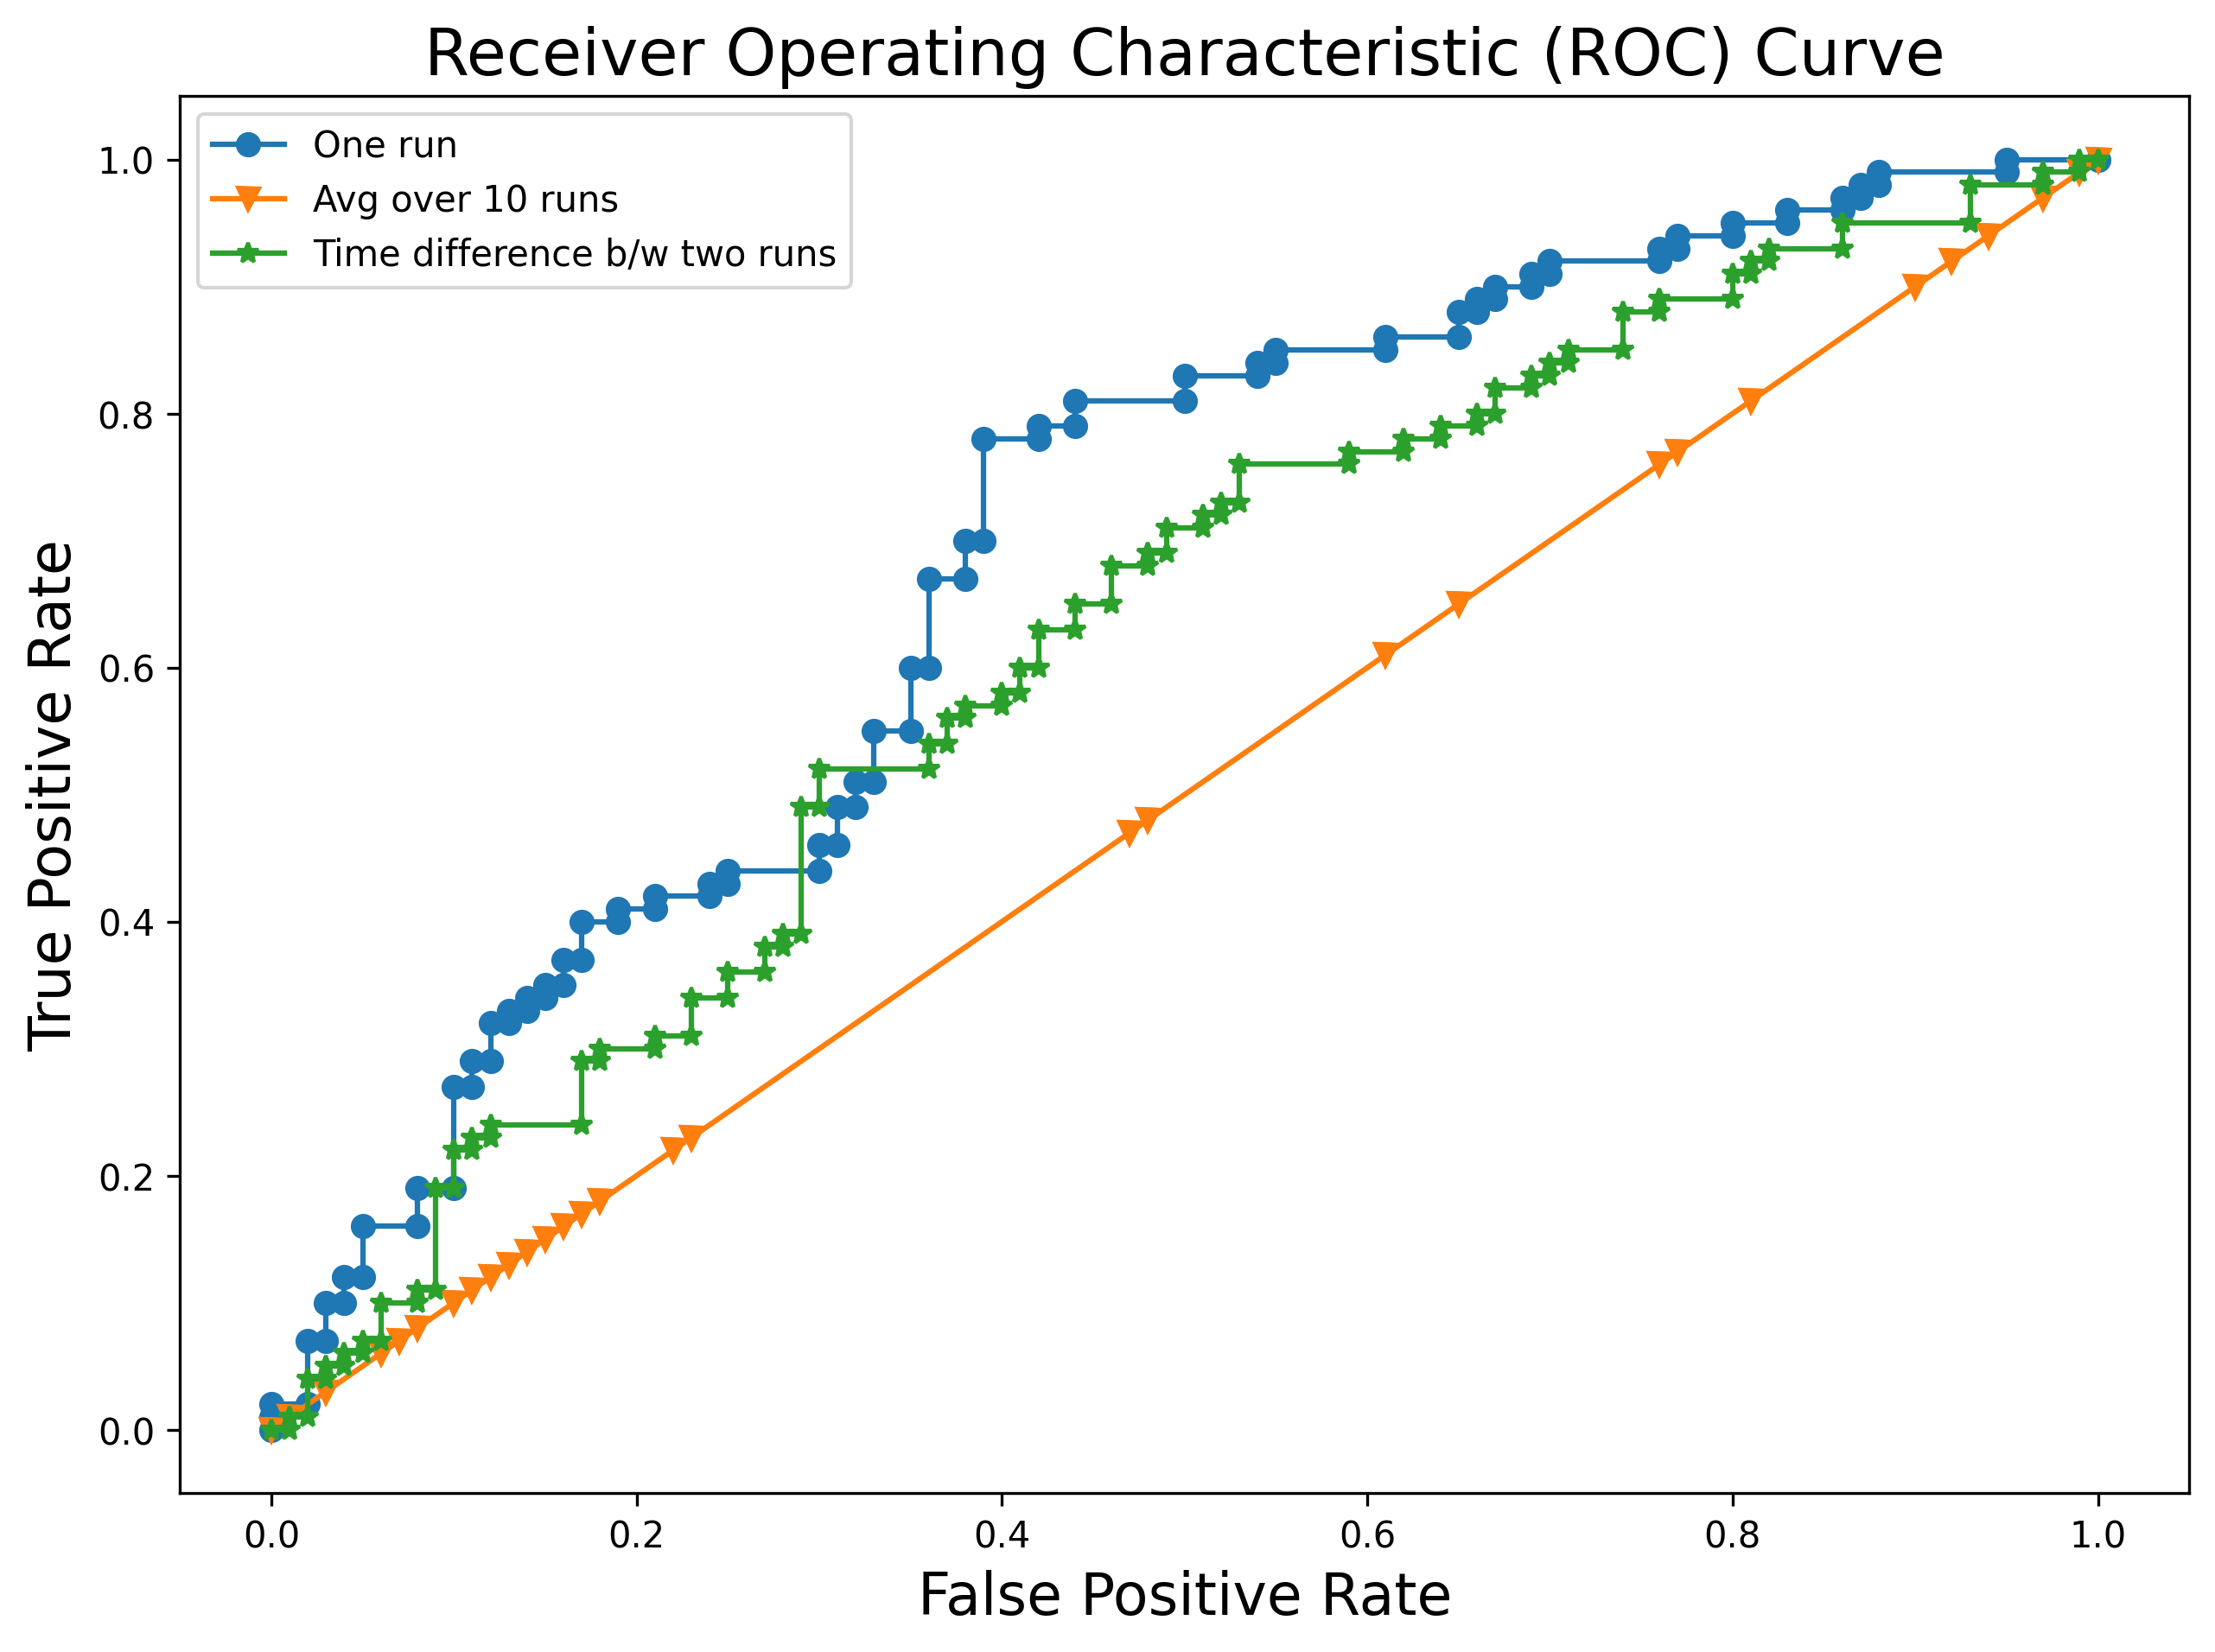 Receiver Operating Characteristic (ROC) Curve
One run
Avg over 10 runs
Time difference b/w two runs
True Positive Rate
1.0
0.8
0.6
0.4
0.2
0.0
0.0 0.2 0.4 0.6 0.8 1.0
False Positive Rate